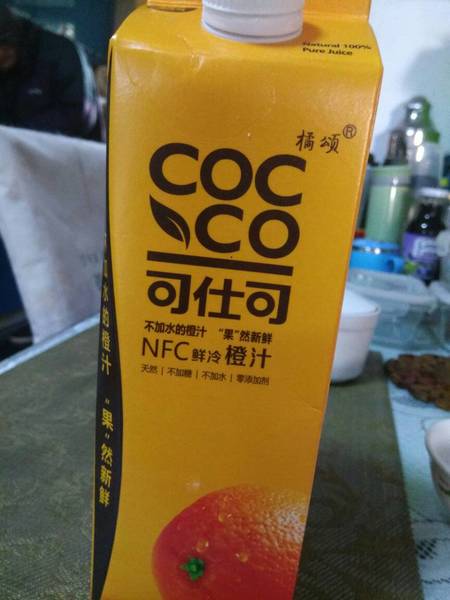 Natural 100%
Pure Juice
橘颂®
COC
CO
可仕可
不加水的橙汁 “果”然新鲜
NFC鲜冷橙汁
天然|不加糖|不加水|零添加剂
不加水的橙汁 “果”然新鲜